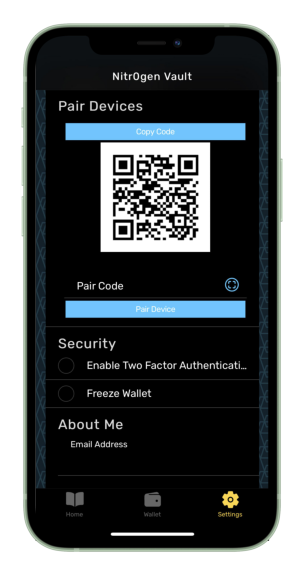 Nitr0gen Vault
Pair Devices
Copy Code
Pair Code
Pair Device
Security
Enable Two Factor Authenticati...
Freeze Wallet
About Me
Email Address
Home
Wallet
Settings